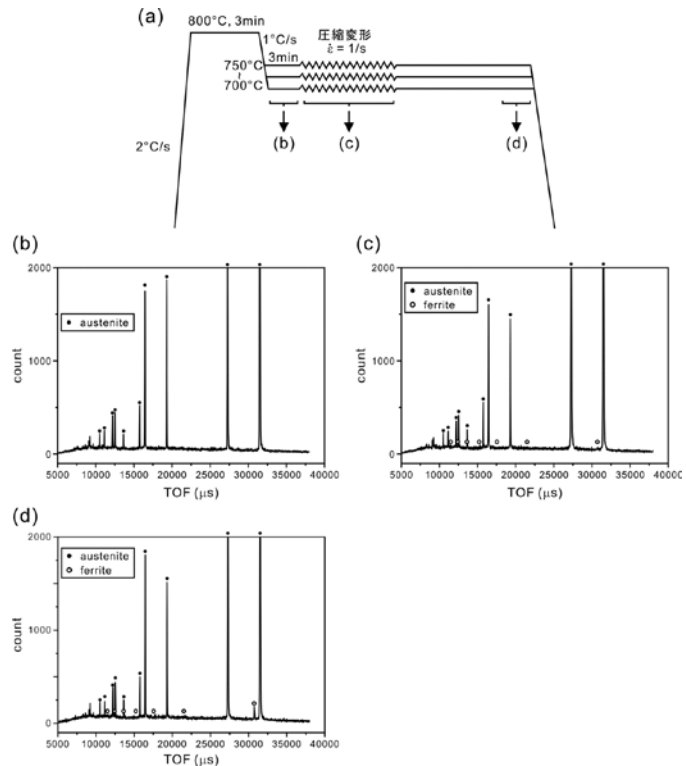 (a)
800°C, 3min
1°C/s
圧縮変形
3min
ε̇ = 1/s
750°C
~
700°C
2°C/s
(b)
(c)
(d)
(b)
2000
1000
0
count
austenite
5000 10000 15000 20000 25000 30000 35000 40000
TOF (μs)
(c)
2000
1000
0
count
austenite
ferrite
5000 10000 15000 20000 25000 30000 35000 40000
TOF (μs)
(d)
2000
1000
0
count
austenite
ferrite
5000 10000 15000 20000 25000 30000 35000 40000
TOF (μs)